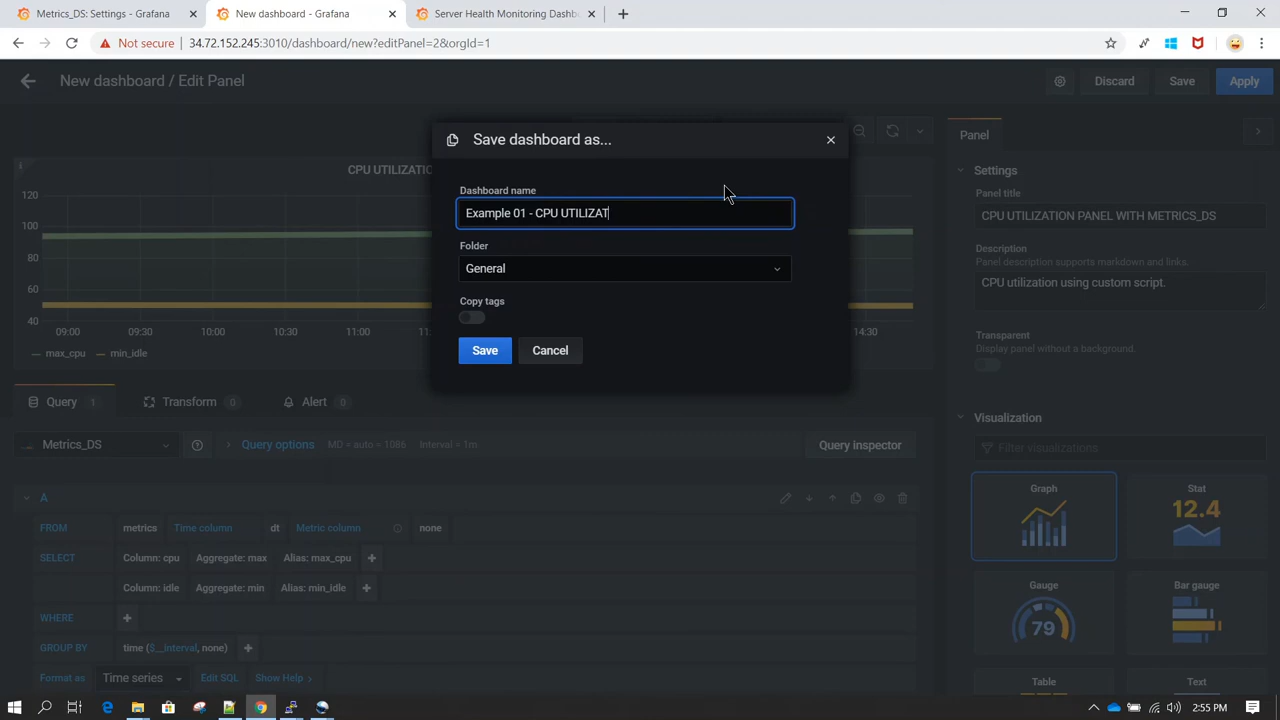 Metrics_DS: Settings - Grafana
New dashboard - Grafana
Server Health Monitoring Dashb
Not secure
34.72.152.245:3010/dashboard/new?editPanel=2&orgId=1
New dashboard / Edit Panel
Discard
Save
Apply
Save dashboard as...
Panel
CPU UTILIZATIO
Settings
Dashboard name
Panel title
Example 01 - CPU UTILIZAT
CPU UTILIZATION PANEL WITH METRICS_DS
120
100
80
60
40
Folder
Description
Panel description supports markdown and links.
General
CPU utilization using custom script.
Copy tags
09:00
09:30
10:00
10:30
11:00
14:30
Transparent
Display panel without a background.
max_cpu
min_idle
Save
Cancel
Query 1
Transform 0
Alert 0
Visualization
Metrics_DS
Query options
MD = auto = 1086
Interval = 1m
Query inspector
Filter visualizations
A
Graph
Stat
12.4
FROM
metrics
Time column
dt
Metric column
none
SELECT
Column: cpu
Aggregate: max
Alias: max_cpu
Column: idle
Aggregate: min
Alias: min_idle
Gauge
79
Bar gauge
WHERE
GROUP BY
time ($__interval, none)
Format as
Time series
Edit SQL
Show Help
Table
Text
2:55 PM